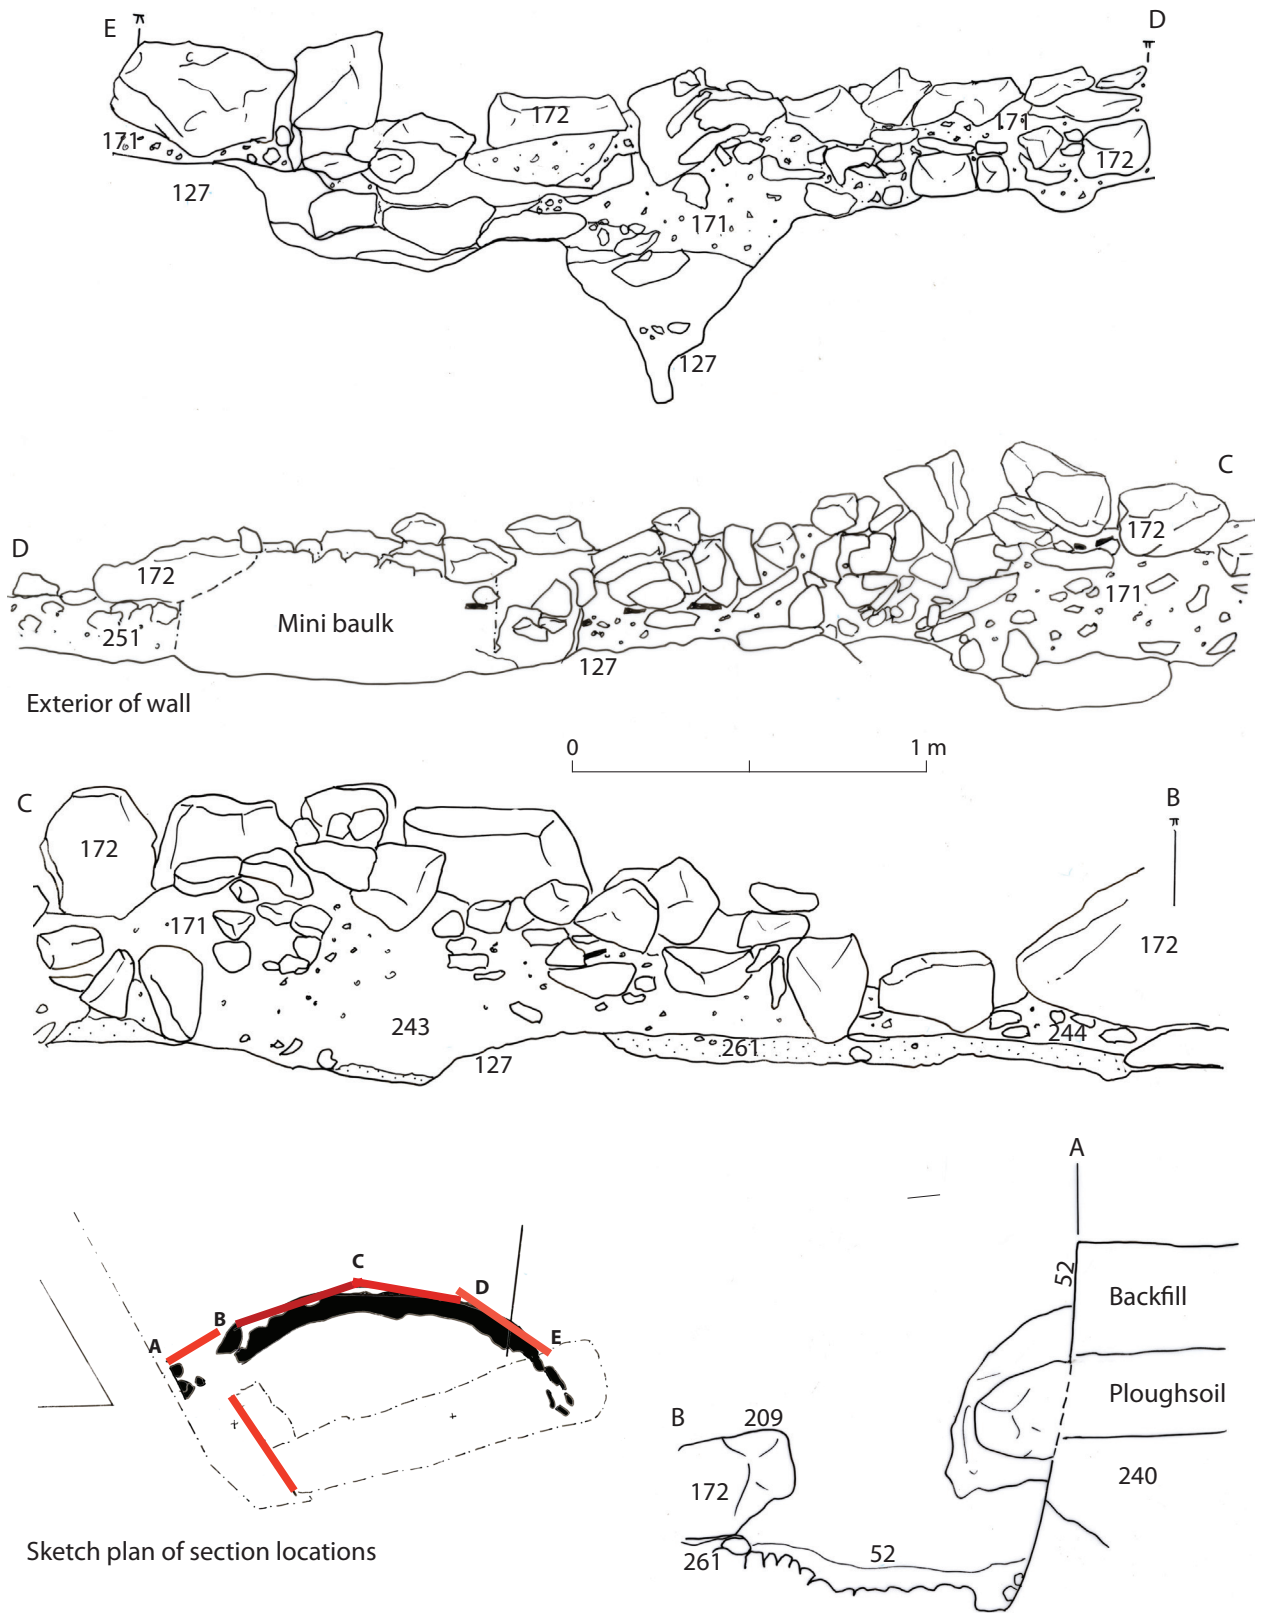 E
D
172
171
171
172
127
171
127
C
D
172
172
171
Mini baulk
251
127
Exterior of wall
0 1 m
C
B
172
171
172
243
244
261
127
A
52
Backfill
C
D
B
E
A
Ploughsoil
B 209
240
172
Sketch plan of section locations
52
261